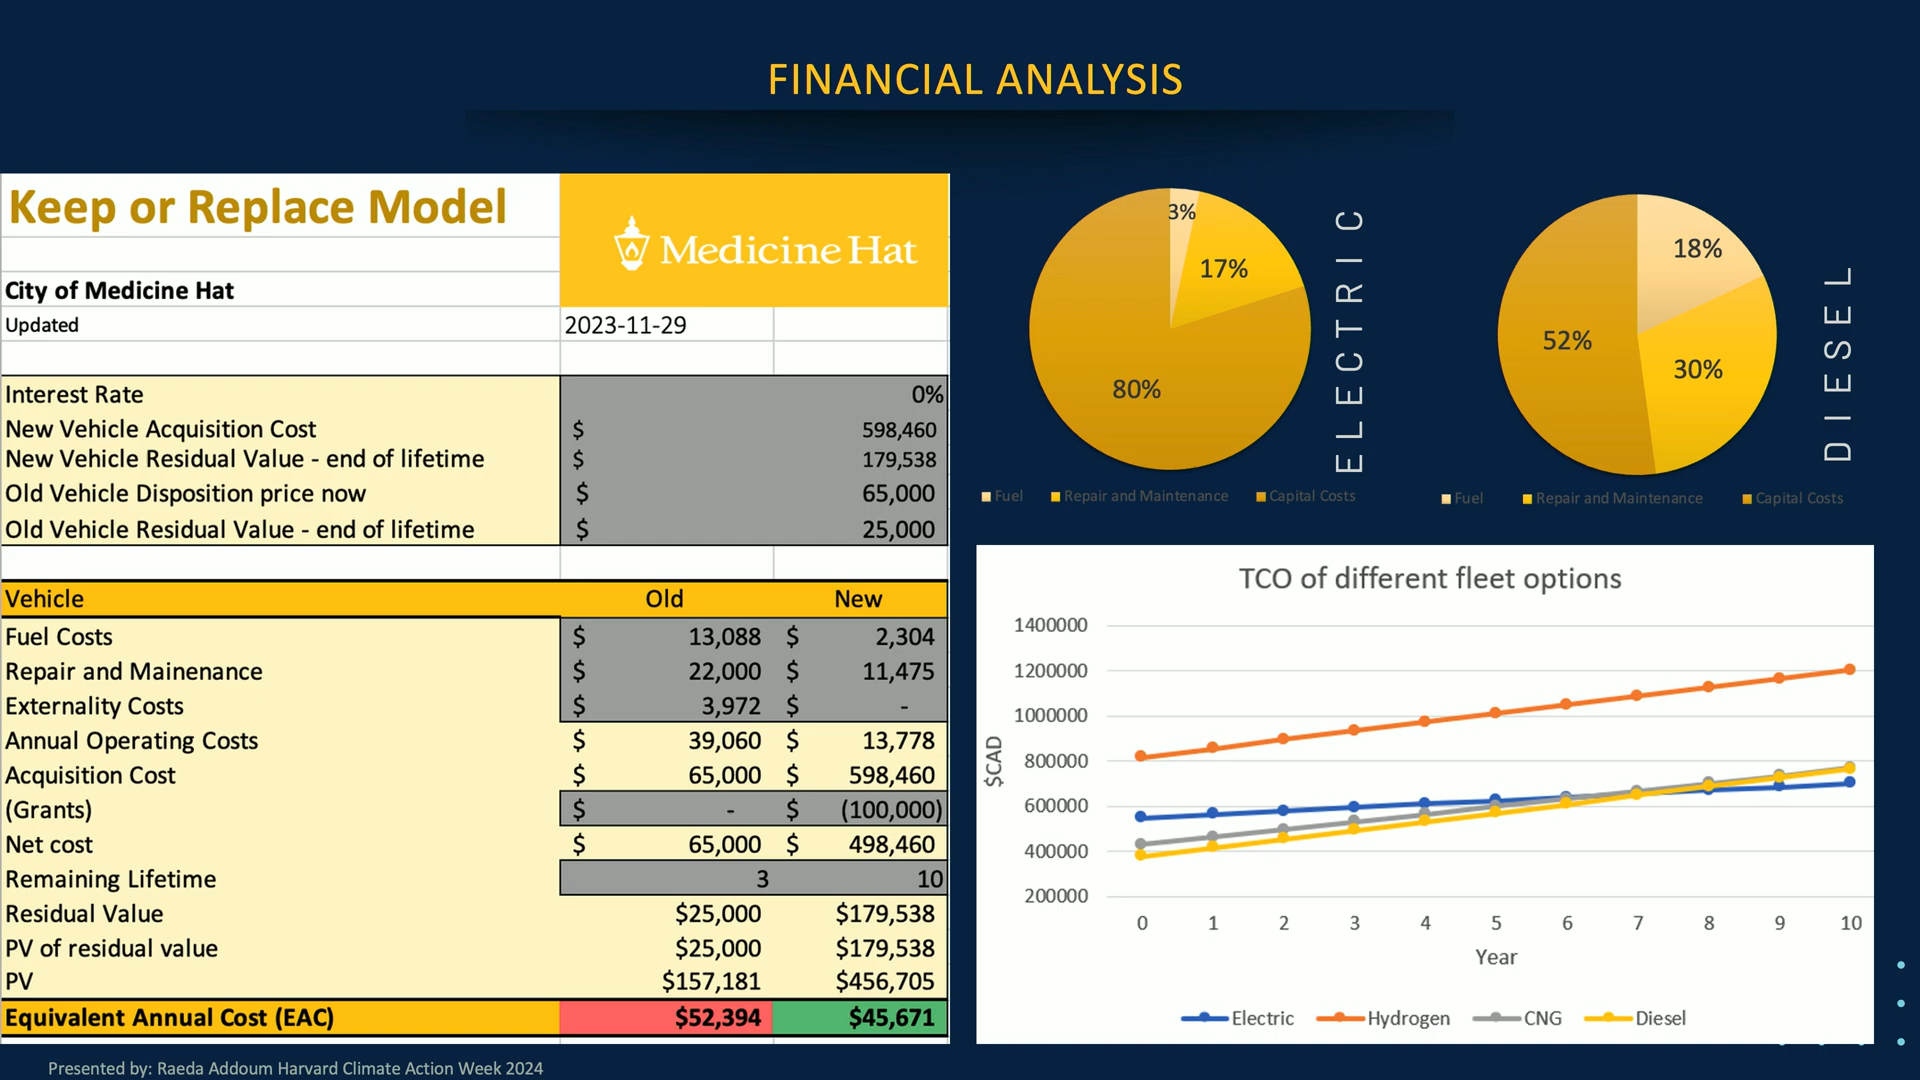 FINANCIAL ANALYSIS
Keep or Replace Model
Medicine Hat
City of Medicine Hat
Updated 2023-11-29
Interest Rate 0%
New Vehicle Acquisition Cost $ 598,460
New Vehicle Residual Value - end of lifetime $ 179,538
Old Vehicle Disposition price now $ 65,000
Old Vehicle Residual Value - end of lifetime $ 25,000
Vehicle Old New
Fuel Costs $ 13,088 $ 2,304
Repair and Mainenance $ 22,000 $ 11,475
Externality Costs $ 3,972 $ -
Annual Operating Costs $ 39,060 $ 13,778
Acquisition Cost $ 65,000 $ 598,460
(Grants) $ - $ (100,000)
Net cost $ 65,000 $ 498,460
Remaining Lifetime 3 10
Residual Value $25,000 $179,538
PV of residual value $25,000 $179,538
PV $157,181 $456,705
Equivalent Annual Cost (EAC) $52,394 $45,671
3%
17%
80%
ELECTRIC
Fuel Repair and Maintenance Capital Costs
18%
30%
52%
DIESEL
Fuel Repair and Maintenance Capital Costs
TCO of different fleet options
1400000
1200000
1000000
800000
600000
400000
200000
$CAD
0 1 2 3 4 5 6 7 8 9 10
Year
Electric Hydrogen CNG Diesel
Presented by: Raeda Addoum Harvard Climate Action Week 2024